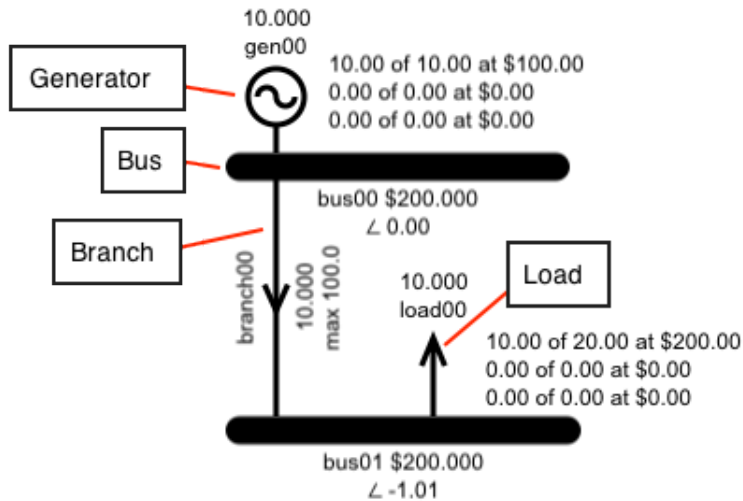 10.000
gen00
10.00 of 10.00 at $100.00
0.00 of 0.00 at $0.00
0.00 of 0.00 at $0.00
Generator
Bus
bus00 $200.000
∠ 0.00
Branch
branch00
10.000
max 100.0
10.000
load00
Load
10.00 of 20.00 at $200.00
0.00 of 0.00 at $0.00
0.00 of 0.00 at $0.00
bus01 $200.000
∠ -1.01